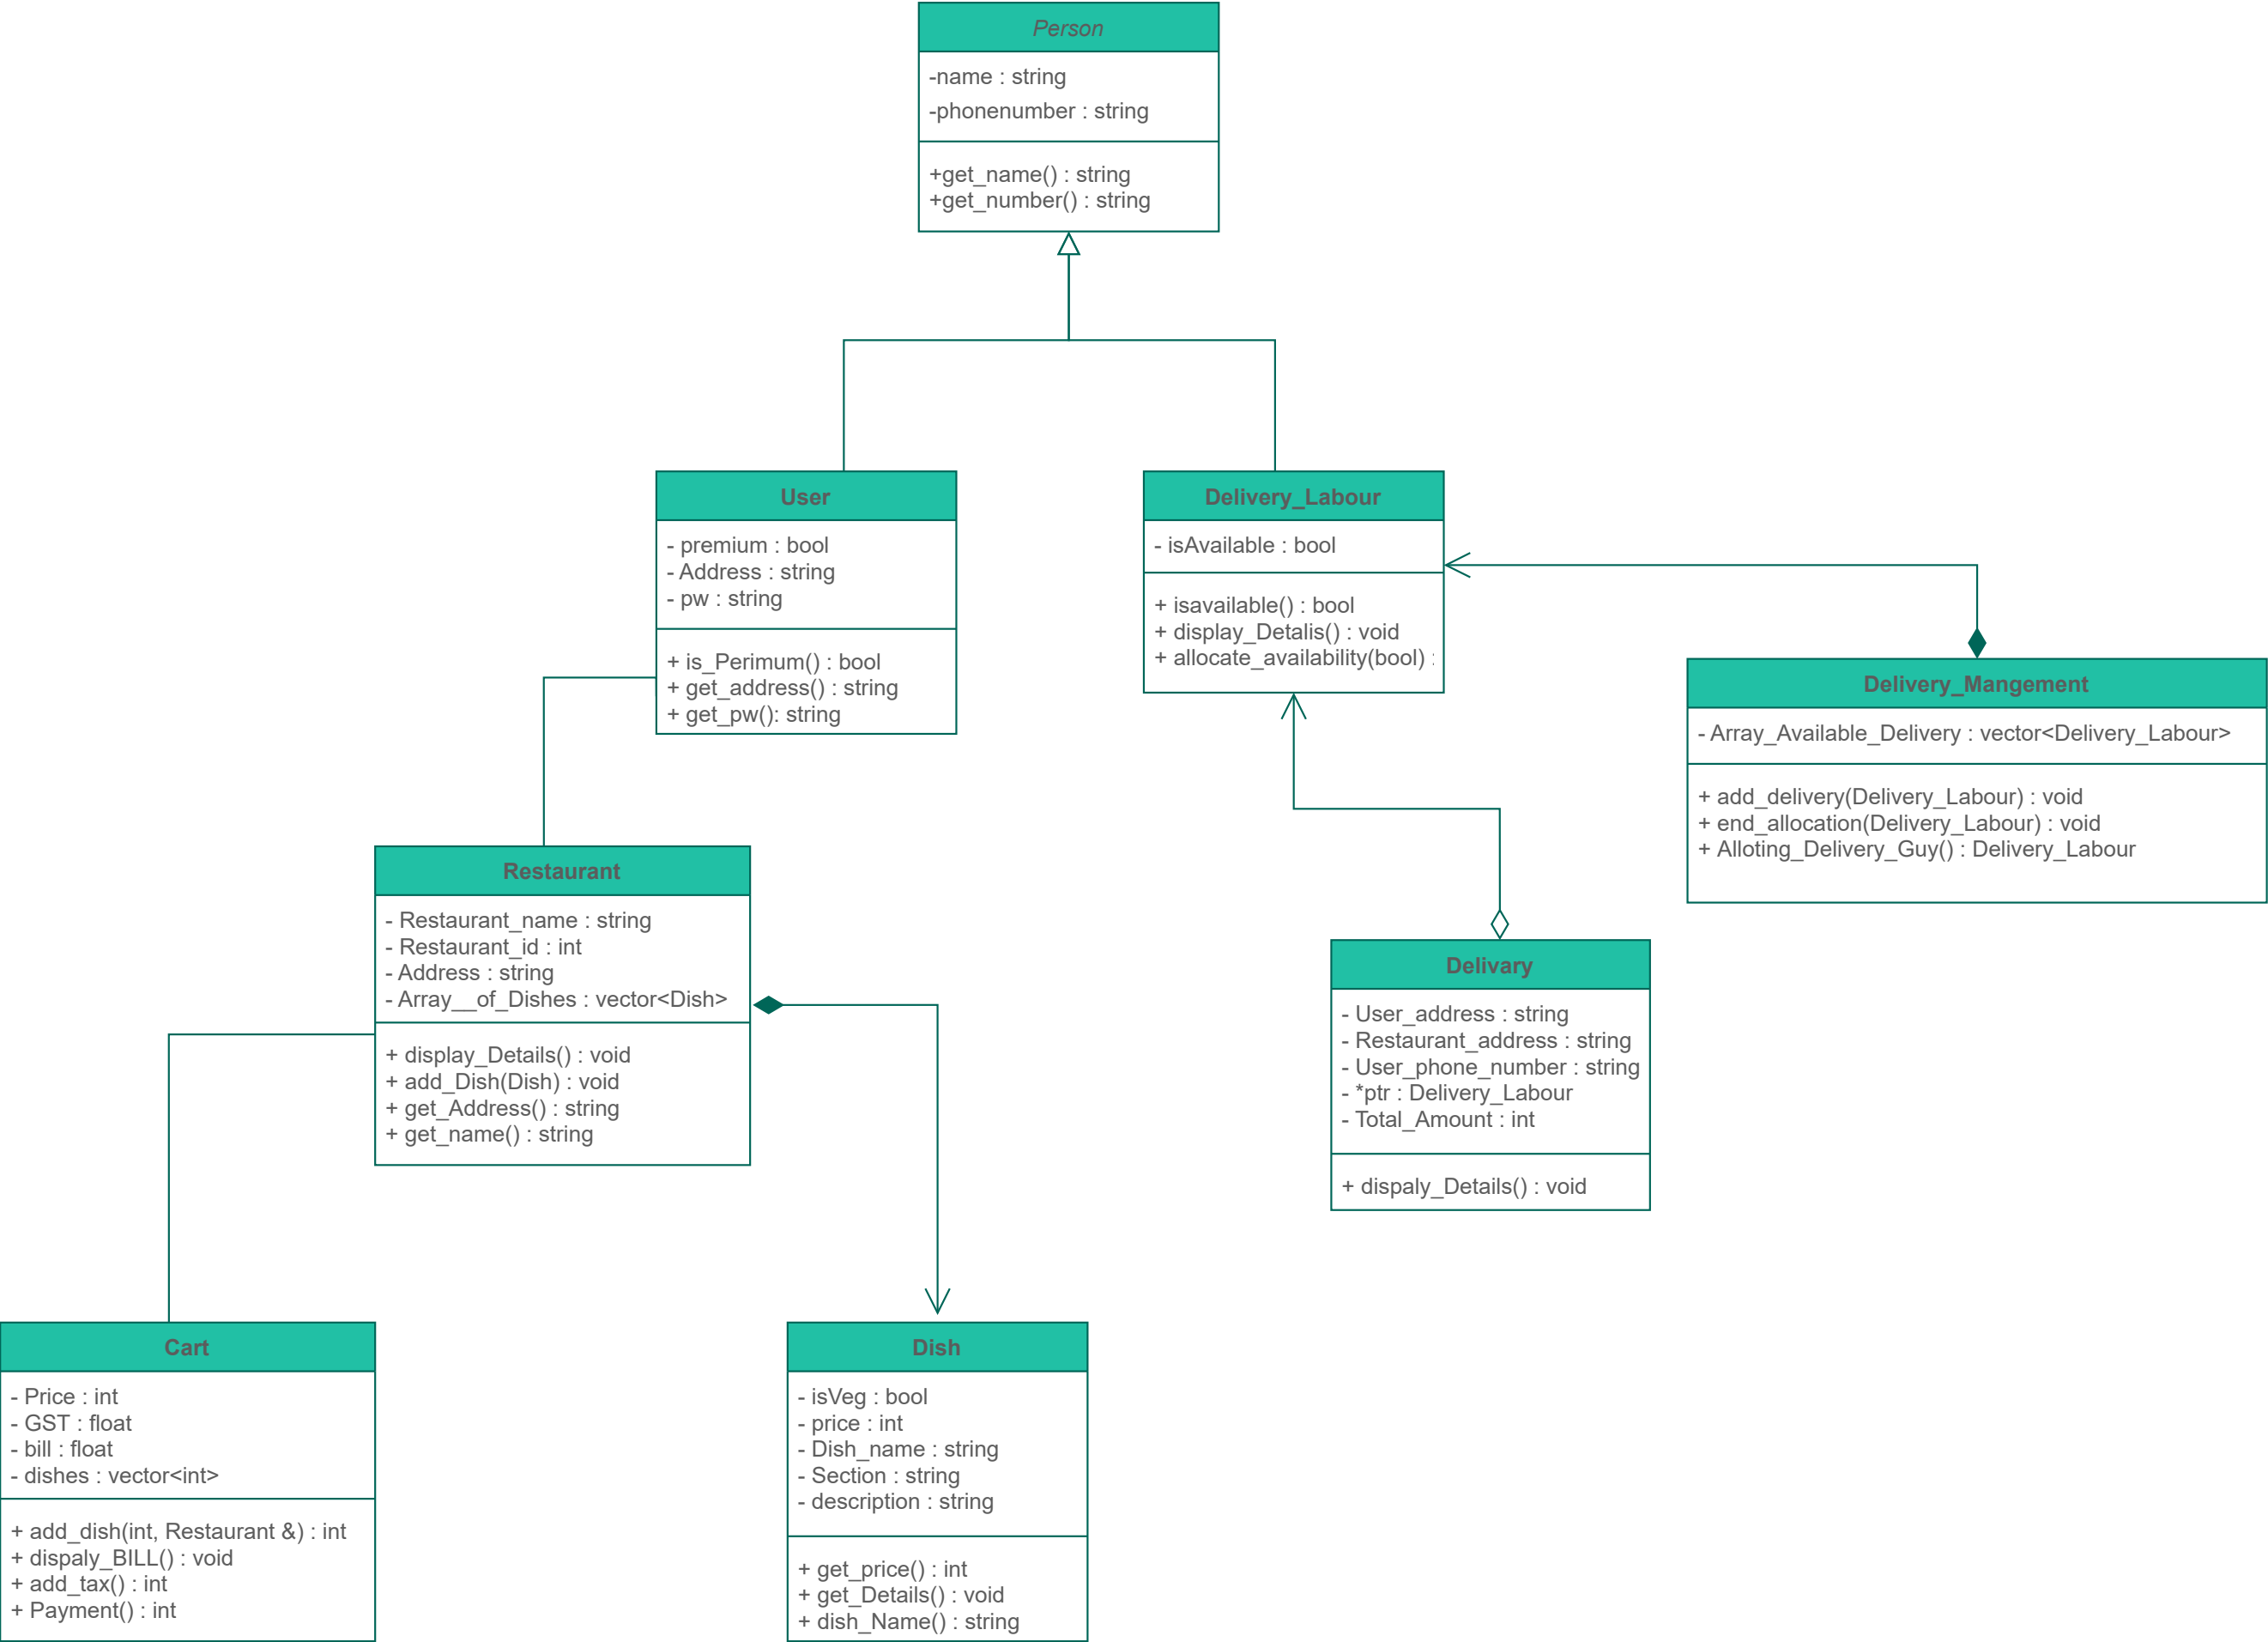 Person
-name : string
-phonenumber : string
+get_name() : string
+get_number() : string
User
- premium : bool
- Address : string
- pw : string
+ is_Perimum() : bool
+ get_address() : string
+ get_pw(): string
Delivery_Labour
- isAvailable : bool
+ isavailable() : bool
+ display_Detalis() : void
+ allocate_availability(bool) :
Delivery_Mangement
- Array_Available_Delivery : vector<Delivery_Labour>
+ add_delivery(Delivery_Labour) : void
+ end_allocation(Delivery_Labour) : void
+ Alloting_Delivery_Guy() : Delivery_Labour
Restaurant
- Restaurant_name : string
- Restaurant_id : int
- Address : string
- Array__of_Dishes : vector<Dish>
+ display_Details() : void
+ add_Dish(Dish) : void
+ get_Address() : string
+ get_name() : string
Delivary
- User_address : string
- Restaurant_address : string
- User_phone_number : string
- *ptr : Delivery_Labour
- Total_Amount : int
+ dispaly_Details() : void
Cart
- Price : int
- GST : float
- bill : float
- dishes : vector<int>
+ add_dish(int, Restaurant &) : int
+ dispaly_BILL() : void
+ add_tax() : int
+ Payment() : int
Dish
- isVeg : bool
- price : int
- Dish_name : string
- Section : string
- description : string
+ get_price() : int
+ get_Details() : void
+ dish_Name() : string